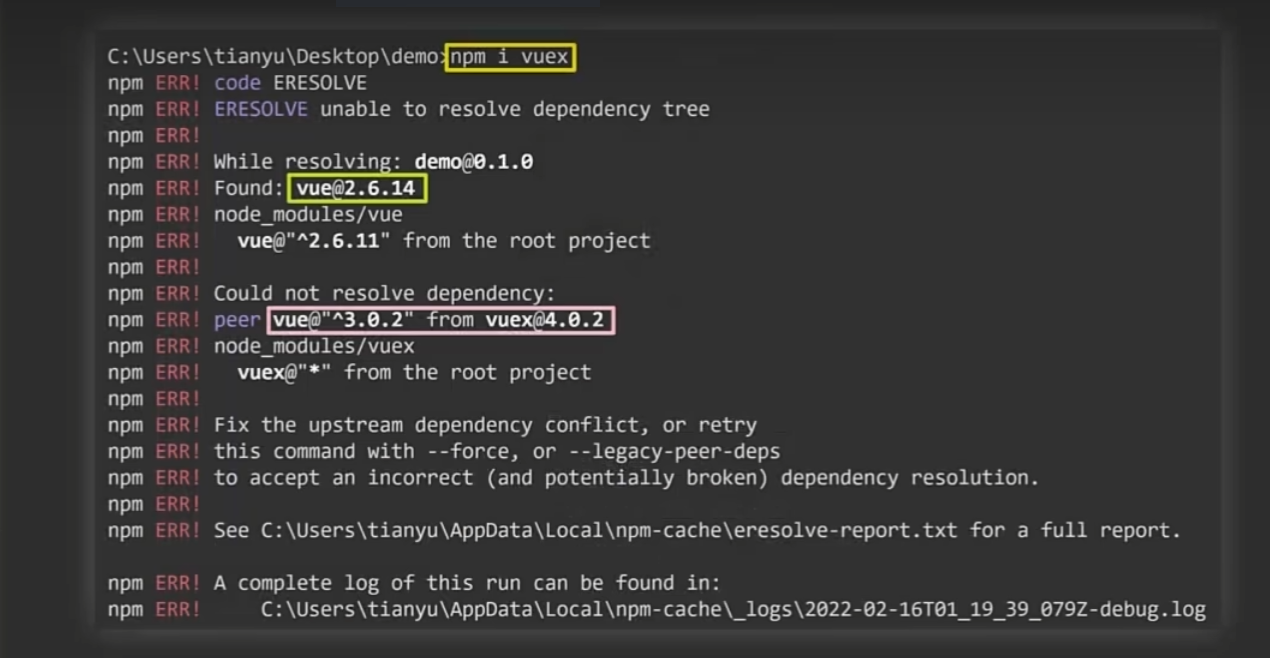 C:\Users\tianyu\Desktop\demo>npm i vuex
npm ERR! code ERESOLVE
npm ERR! ERESOLVE unable to resolve dependency tree
npm ERR!
npm ERR! While resolving: demo@0.1.0
npm ERR! Found: vue@2.6.14
npm ERR! node_modules/vue
npm ERR!   vue@"^2.6.11" from the root project
npm ERR!
npm ERR! Could not resolve dependency:
npm ERR! peer vue@"^3.0.2" from vuex@4.0.2
npm ERR! node_modules/vuex
npm ERR!   vuex@"*" from the root project
npm ERR!
npm ERR! Fix the upstream dependency conflict, or retry
npm ERR! this command with --force, or --legacy-peer-deps
npm ERR! to accept an incorrect (and potentially broken) dependency resolution.
npm ERR!
npm ERR! See C:\Users\tianyu\AppData\Local\npm-cache\eresolve-report.txt for a full report.
npm ERR! A complete log of this run can be found in:
npm ERR!     C:\Users\tianyu\AppData\Local\npm-cache\_logs\2022-02-16T01_19_39_079Z-debug.log